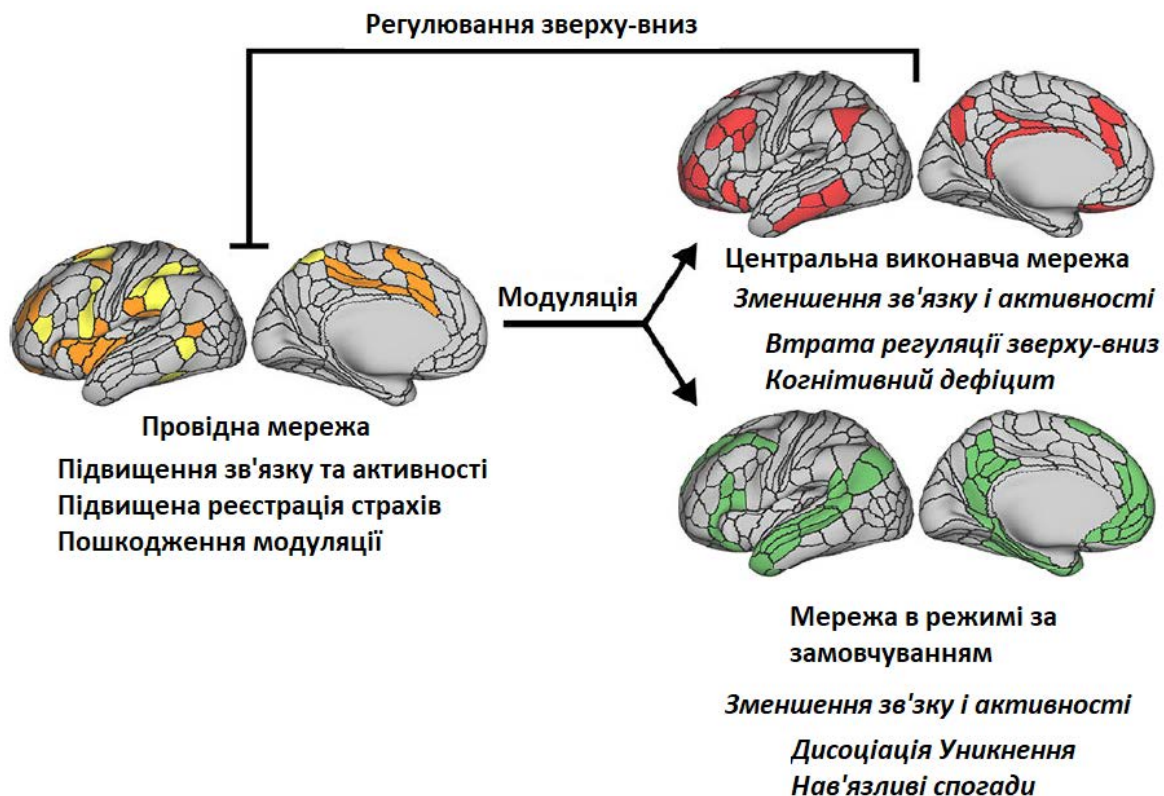 Регулювання зверху-вниз
Центральна виконавча мережа
Зменшення зв'язку і активності
Втрата регуляції зверху-вниз
Когнітивний дефіцит
Модуляція
Провідна мережа
Підвищення зв'язку та активності
Підвищена реєстрація страхів
Пошкодження модуляції
Мережа в режимі за
замовчуванням
Зменшення зв'зку і активності
Дисоціація Уникнення
Нав'язливі спогади